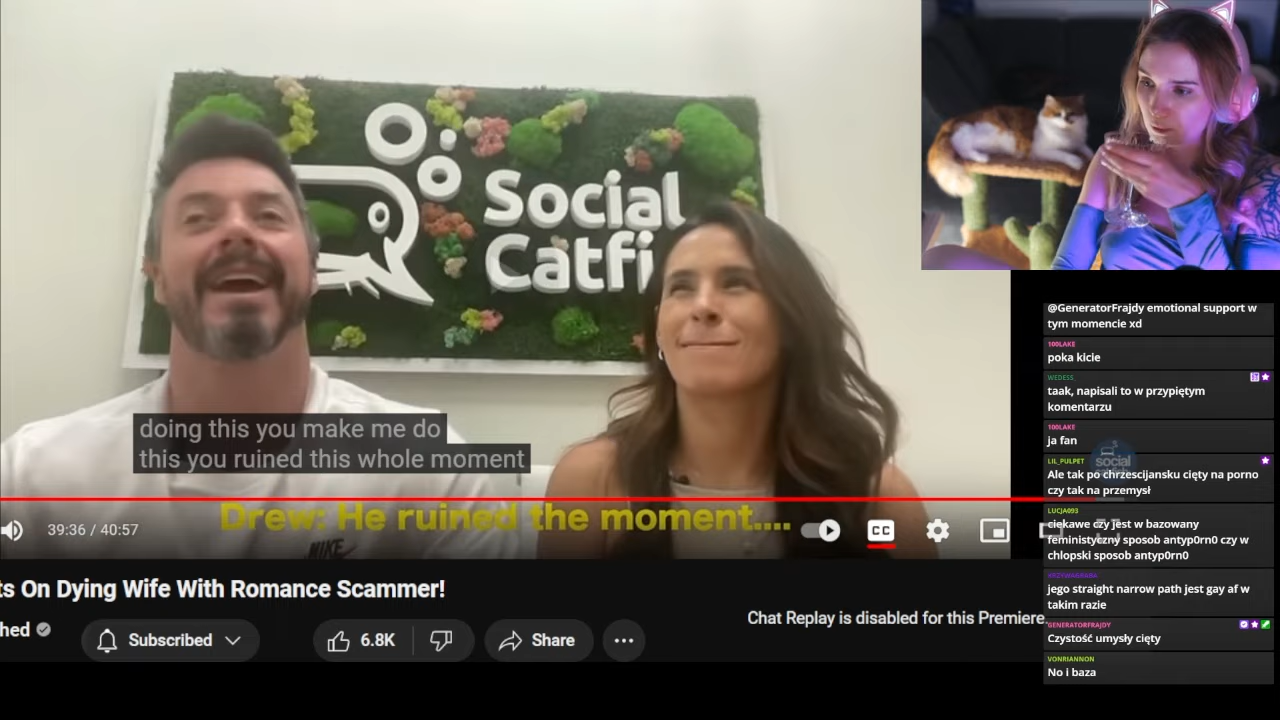 Social
Catfi
doing this you make me do
this you ruined this whole moment
Drew: He ruined the moment....
NIKE
39:36 / 40:57
CC
ts On Dying Wife With Romance Scammer!
hed
Subscribed
6.8K
Share
Chat Replay is disabled for this Premiere.
@GeneratorFrajdy emotional support w
tym momencie xd
100LAKE
poka kicie
WEDESS_
taak, napisali to w przypiętym
komentarzu
100LAKE
ja fan
social
LIL_PULPET
Ale tak po chrzescijansku cięty na porno
czy tak na przemysł
LUCJA093
ciekawe czy jest w bazowany
feministyczny sposob antyp0rn0 czy w
chlopski sposob antyp0rn0
jego straight narrow path jest gay af w
takim razie
GENERATORFRAJDY
Czystość umysły cięty
VONRIANNON
No i baza